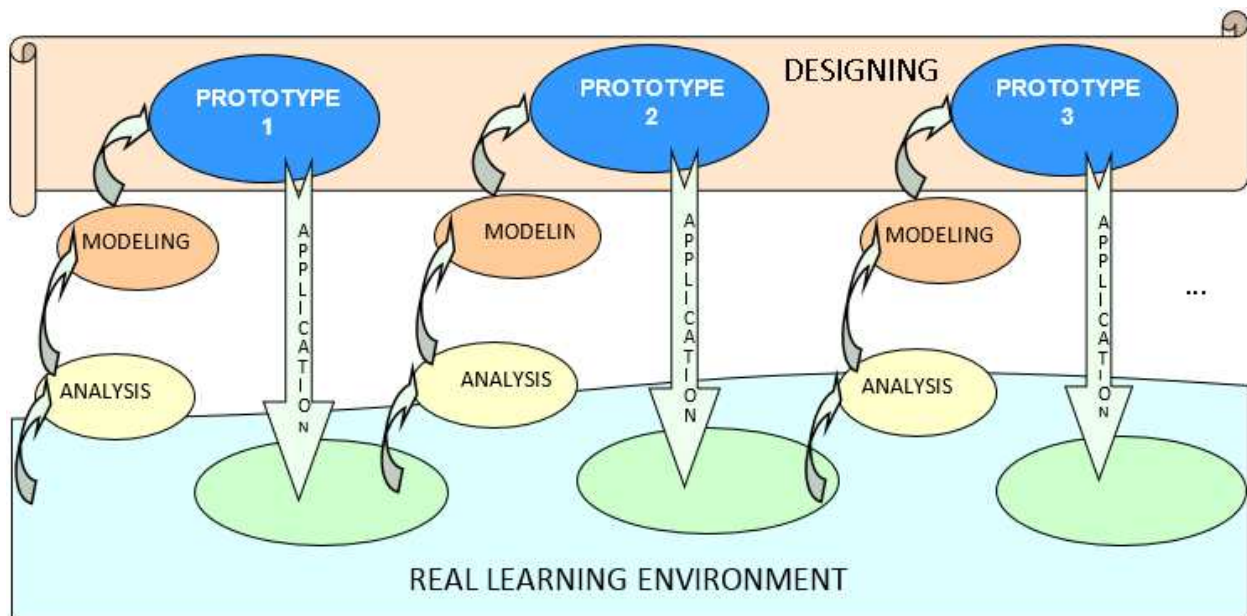 DESIGNING
PROTOTYPE
1
PROTOTYPE
2
PROTOTYPE
3
MODELING
MODELIN
MODELING
APPLICATION
APPLICATION
APPLICATION
...
ANALYSIS
ANALYSIS
ANALYSIS
REAL LEARNING ENVIRONMENT